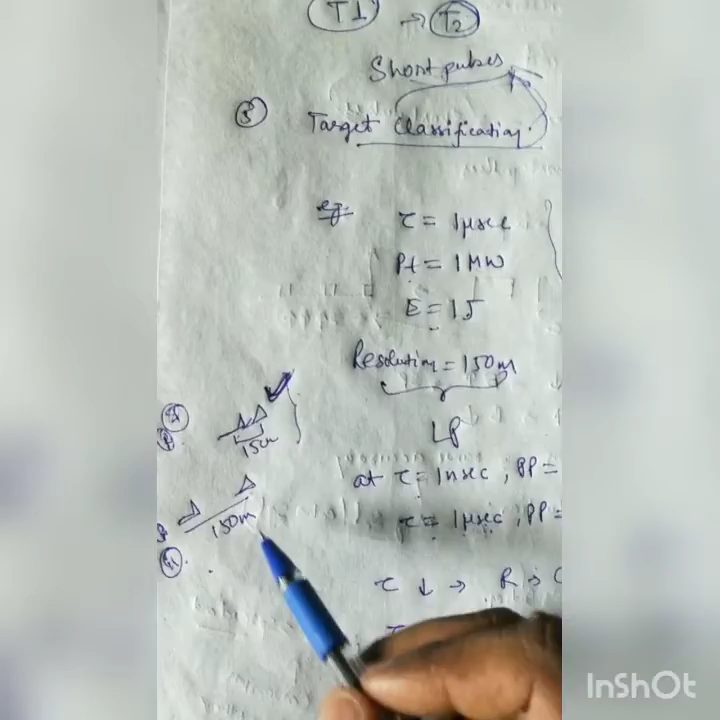 T1 → T2
Short pulses
③ Target Classification.
eg. τ = 1μsec
Pt = 1MW
E = 1J
Resolution = 150m
15cm
LP
at τ = 1nsec, PP =
150m
τ = 1μsec, PP =
τ ↓ → R →
InShOt